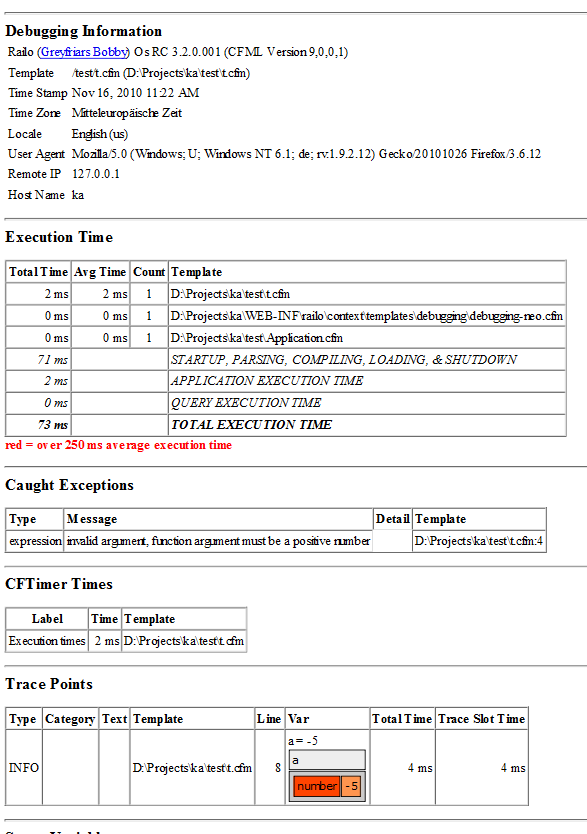 Debugging Information
Railo (Greyfriars Bobby) Os RC 3.2.0.001 (CFML Version 9,0,0,1)
Template /test/t.cfm (D:\Projects\ka\test\t.cfm)
Time Stamp Nov 16, 2010 11:22 AM
Time Zone Mitteleuropäische Zeit
Locale English (us)
User Agent Mozilla/5.0 (Windows; U; Windows NT 6.1; de; rv:1.9.2.12) Gecko/20101026 Firefox/3.6.12
Remote IP 127.0.0.1
Host Name ka
Execution Time
Total Time Avg Time Count Template
2 ms 2 ms 1 D:\Projects\ka\test\t.cfm
0 ms 0 ms 1 D:\Projects\ka\WEB-INF\railo\context\templates\debugging\debugging-neo.cfm
0 ms 0 ms 1 D:\Projects\ka\test\Application.cfm
71 ms STARTUP, PARSING, COMPILING, LOADING, & SHUTDOWN
2 ms APPLICATION EXECUTION TIME
0 ms QUERY EXECUTION TIME
73 ms TOTAL EXECUTION TIME
red = over 250 ms average execution time
Caught Exceptions
Type Message Detail Template
expression invalid argument, function argument must be a positive number D:\Projects\ka\test\t.cfm:4
CFTimer Times
Label Time Template
Execution times 2 ms D:\Projects\ka\test\t.cfm
Trace Points
Type Category Text Template Line Var Total Time Trace Slot Time
a = -5
a
INFO D:\Projects\ka\test\t.cfm 8 4 ms 4 ms
number -5